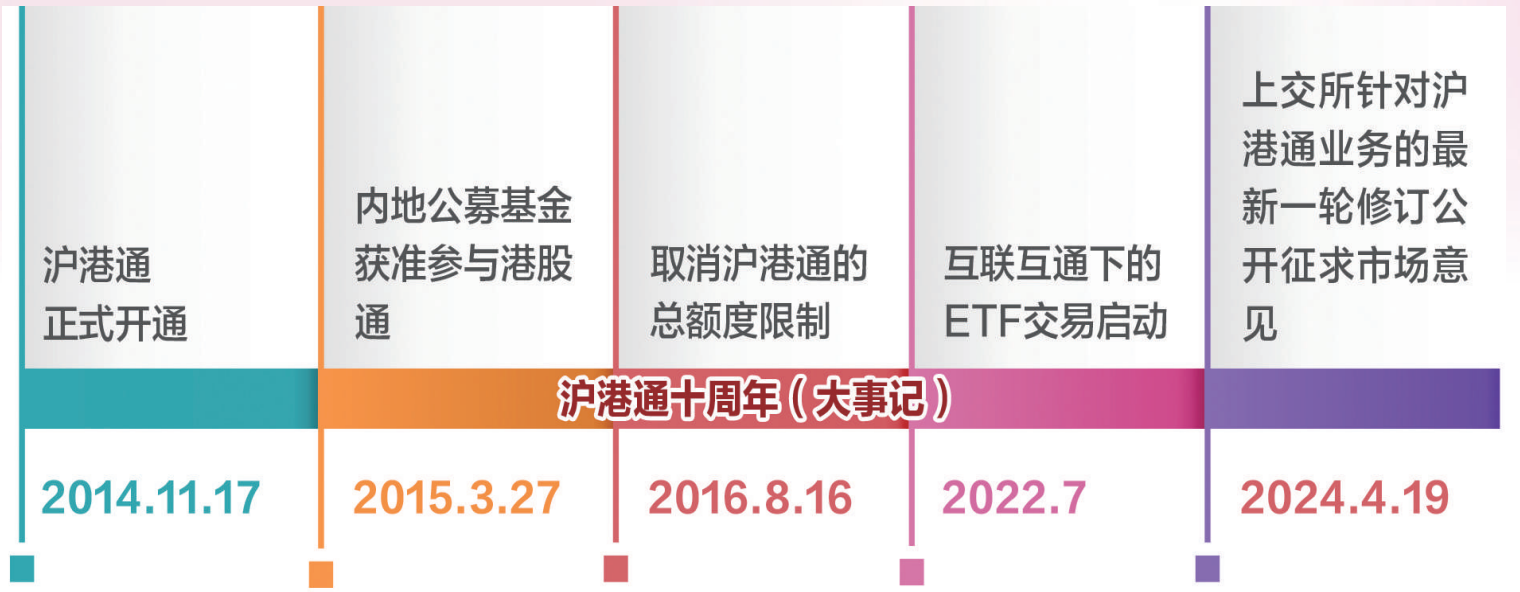 沪港通
正式开通
内地公募基金
获准参与港股
通
取消沪港通的
总额度限制
互联互通下的
ETF交易启动
上交所针对沪
港通业务的最
新一轮修订公
开征求市场意
见
沪港通十周年(大事记)
2014.11.17
2015.3.27
2016.8.16
2022.7
2024.4.19